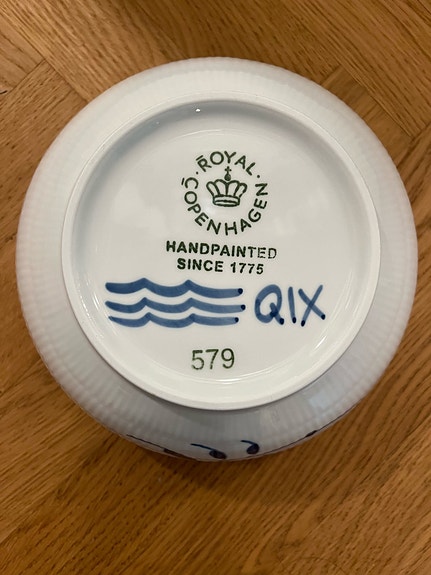 ROYAL COPENHAGEN
HANDPAINTED
SINCE 1775
QIX
579